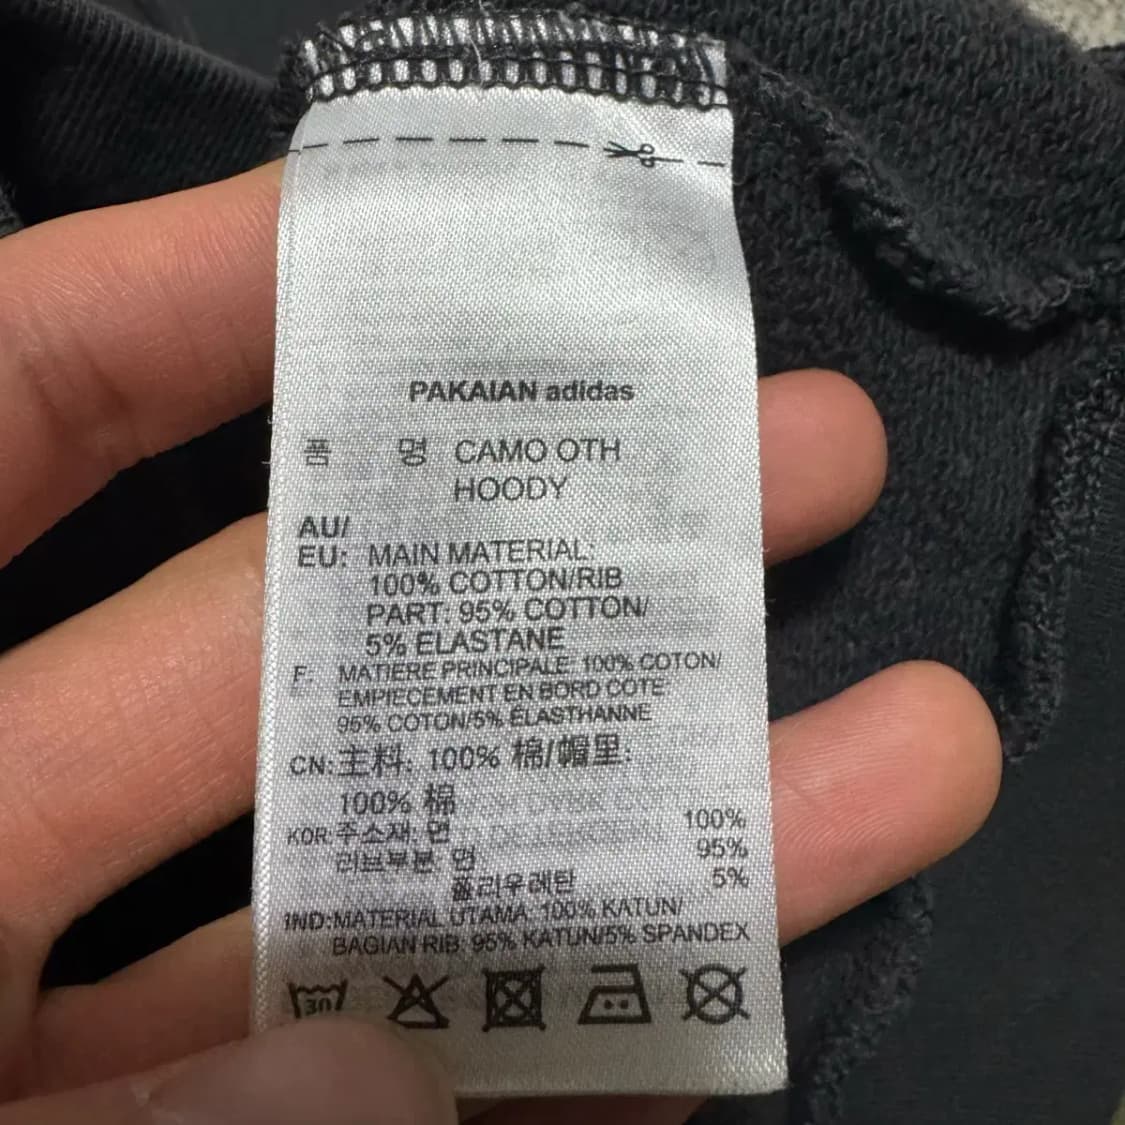 PAKAIAN adidas
품 명 CAMO OTH
HOODY
AU/
EU: MAIN MATERIAL:
100% COTTON/RIB
PART: 95% COTTON/
5% ELASTANE
F: MATIÈRE PRINCIPALE: 100% COTON/
EMPIÈCEMENT EN BORD CÔTE:
95% COTON/5% ÉLASTHANNE
CN:主料: 100% 棉/帽里:
100% 棉
KOR:주소재: 면 100%
리브부분: 면 95%
폴리우레탄 5%
IND:MATERIAL UTAMA: 100% KATUN/
BAGIAN RIB: 95% KATUN/5% SPANDEX
30